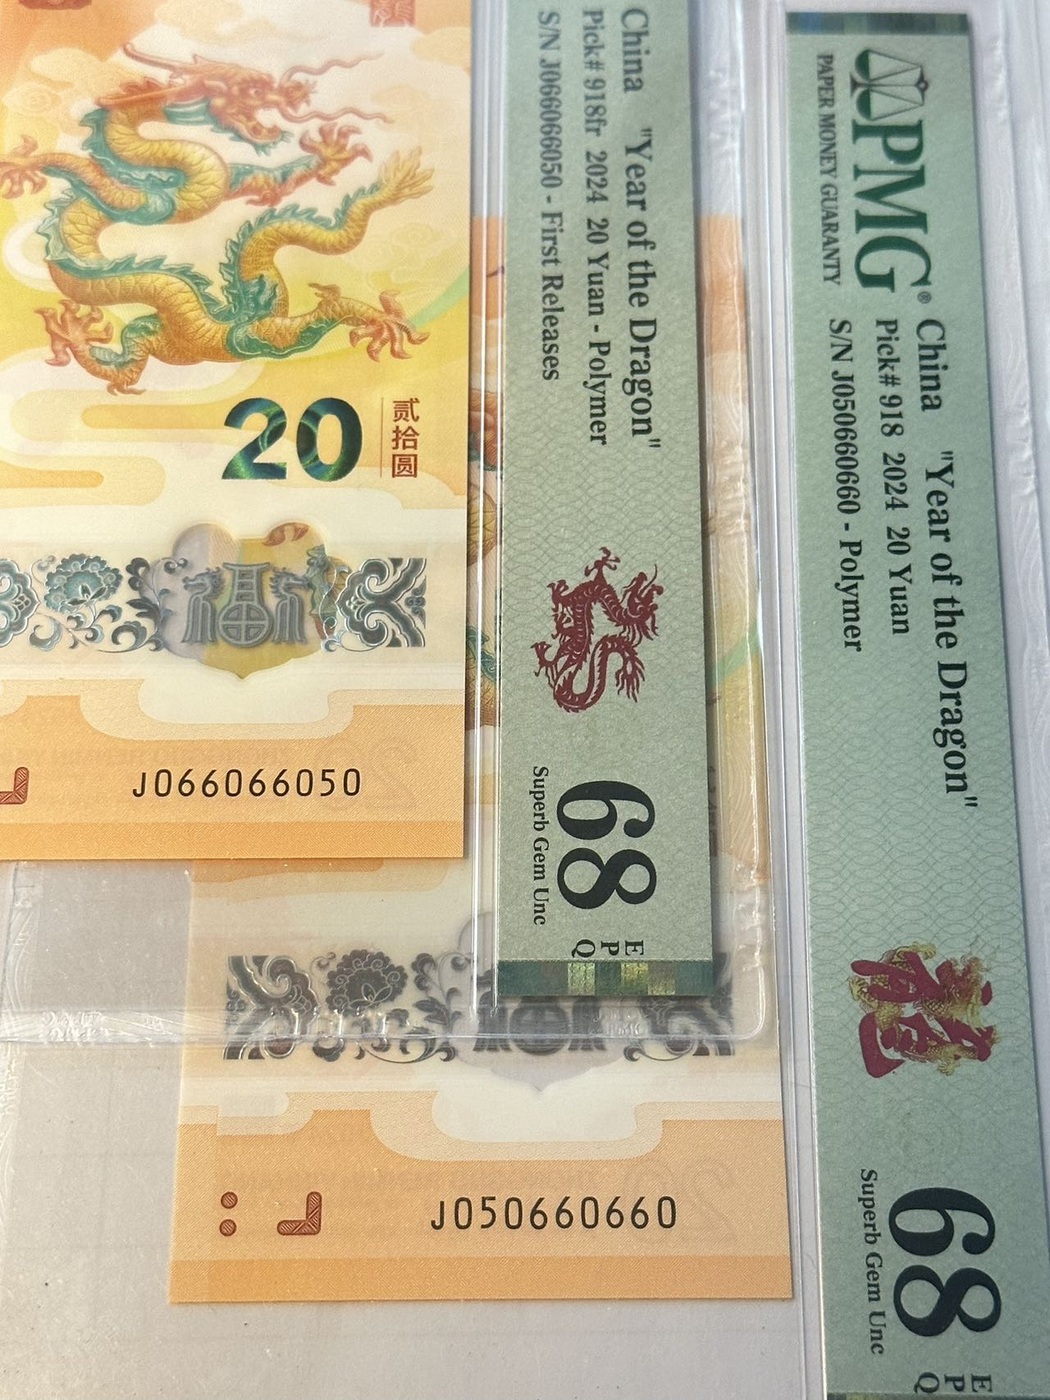 20
贰拾圆
J066066050
J050660660
China "Year of the Dragon"
Pick# 918fr 2024 20 Yuan - Polymer
S/N J066066050 - First Releases
68
EPQ
Superb Gem Unc
PMG®
PAPER MONEY GUARANTY
China "Year of the Dragon"
Pick# 918 2024 20 Yuan
S/N J050660660 - Polymer
68
EPQ
Superb Gem Unc